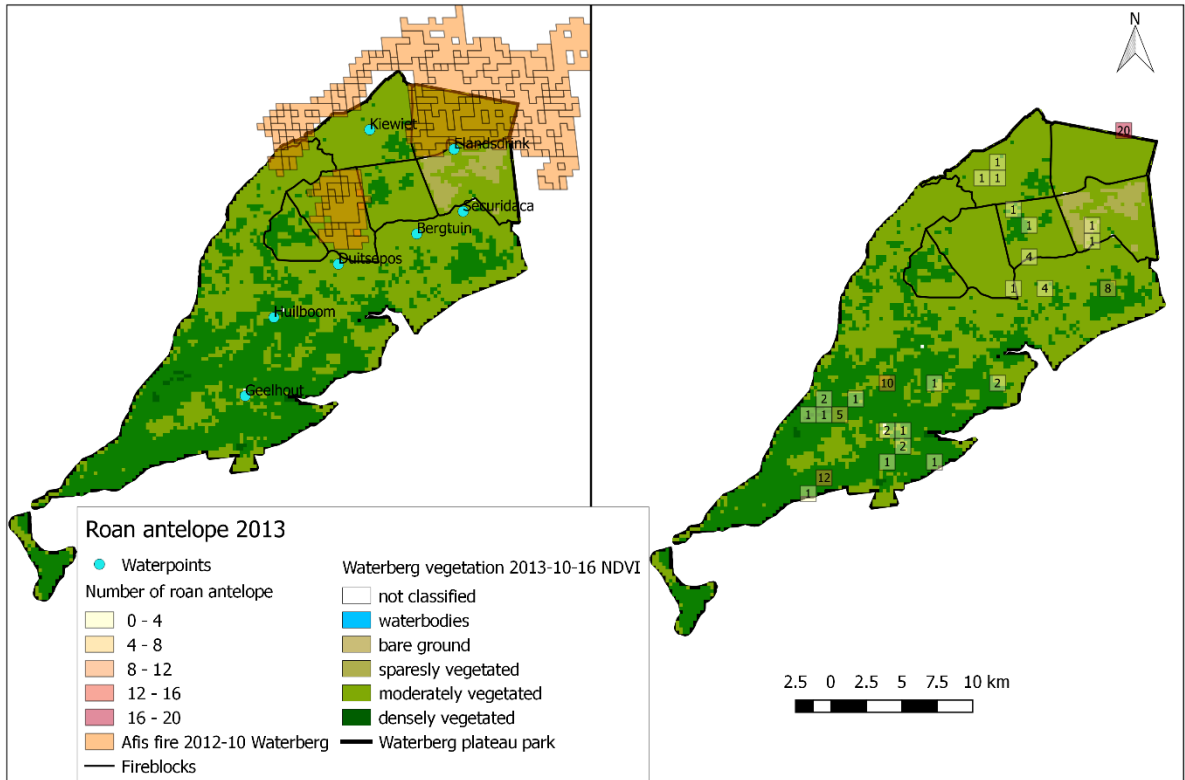 N
Kiewiet
Elandsdrink
Securidaca
Bergtuin
Duitsepos
Huilboom
Geelhout
20
1
1 1
1
1
1
1
4
1 4 8
10 1 2
2 1
1 1 5
2 1
2
1 1
12
1
Roan antelope 2013
Waterpoints
Number of roan antelope
0 - 4
4 - 8
8 - 12
12 - 16
16 - 20
Afis fire 2012-10 Waterberg
Fireblocks
Waterberg vegetation 2013-10-16 NDVI
not classified
waterbodies
bare ground
sparesly vegetated
moderately vegetated
densely vegetated
Waterberg plateau park
2.5 0 2.5 5 7.5 10 km